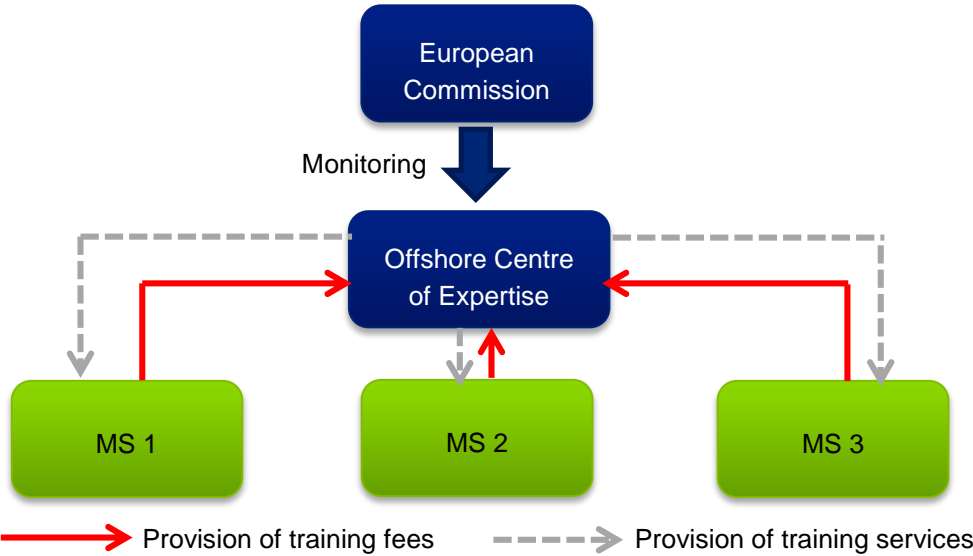 European
Commission
Monitoring
Offshore Centre
of Expertise
MS 1
MS 2
MS 3
Provision of training fees
Provision of training services